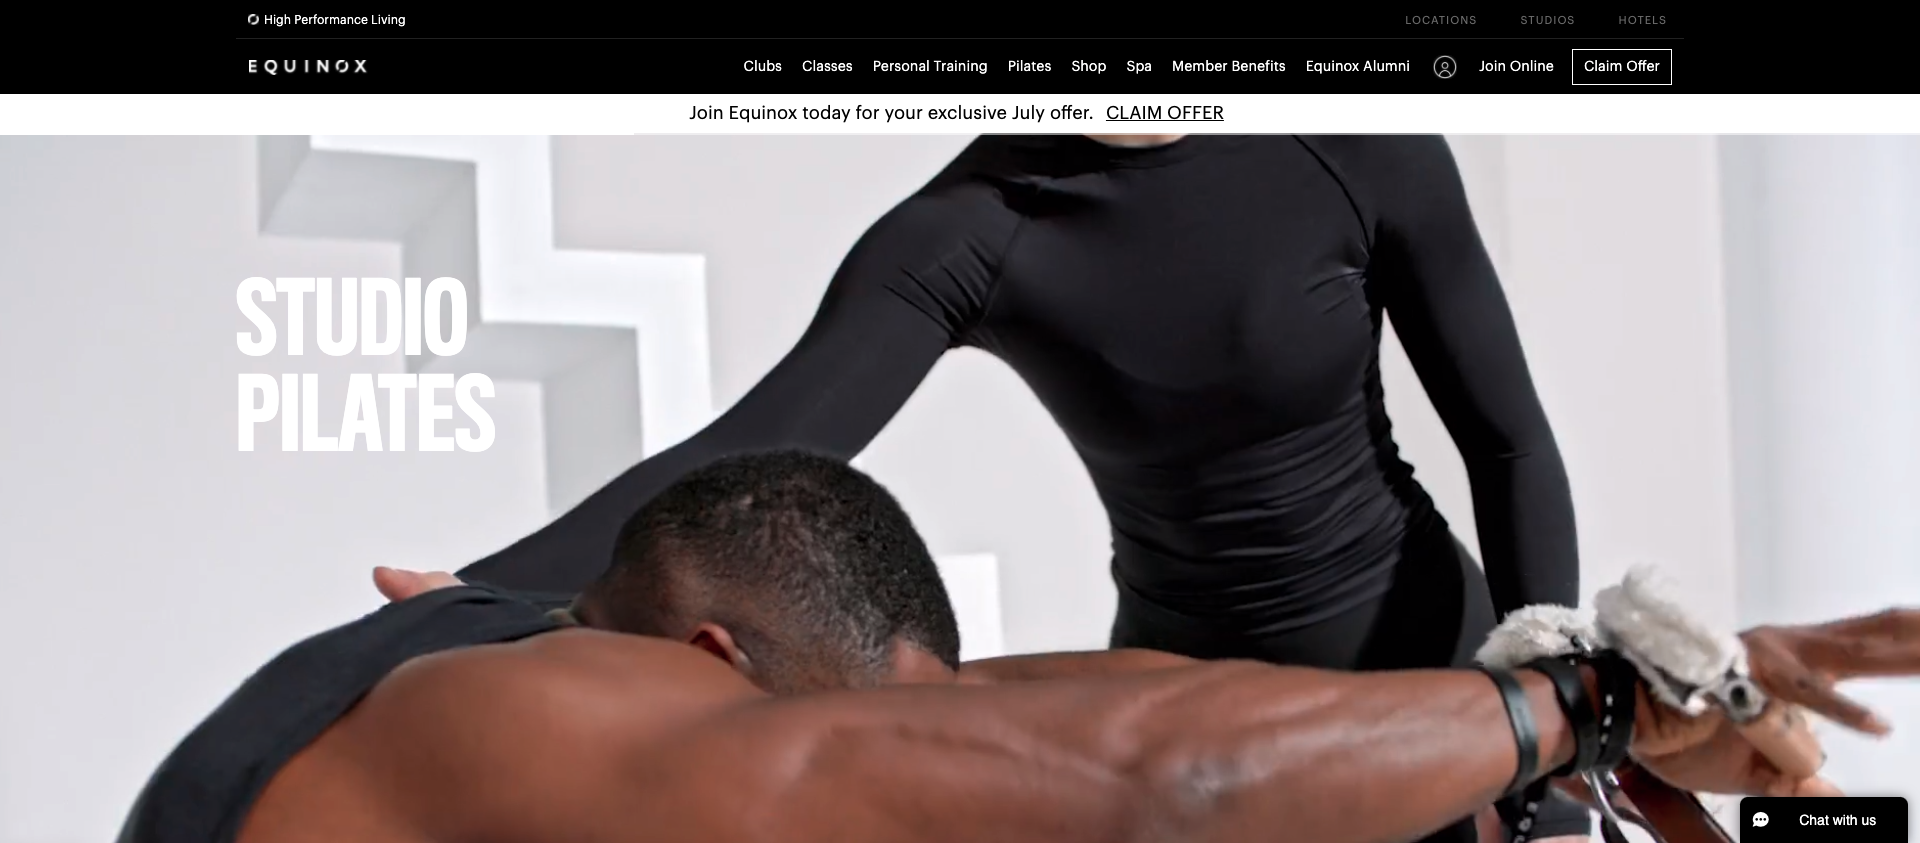 High Performance Living
LOCATIONS STUDIOS HOTELS
EQUINOX
Clubs Classes Personal Training Pilates Shop Spa Member Benefits Equinox Alumni Join Online Claim Offer
Join Equinox today for your exclusive July offer. CLAIM OFFER
STUDIO
PILATES
Chat with us